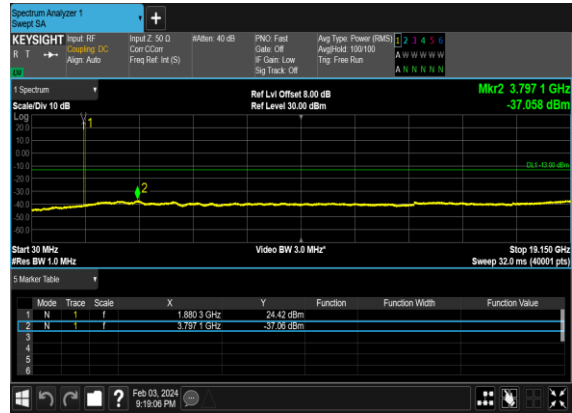 Spectrum Analyzer 1
Swept SA
+
KEYSIGHT Input: RF Input Z: 50 Ω #Atten: 40 dB PNO: Fast Avg Type: Power (RMS) 1 2 3 4 5 6
R T Coupling: DC Corr CCorr Gate: Off Avg|Hold: 100/100 A W W W W W
Align: Auto Freq Ref: Int (S) IF Gain: Low Trig: Free Run A N N N N N
Sig Track: Off
1 Spectrum Ref Lvl Offset 8.00 dB Mkr2 3.797 1 GHz
Scale/Div 10 dB Ref Level 30.00 dBm -37.058 dBm
Log
20.0
10.0
0.00
-10.0
-20.0
-30.0
-40.0
-50.0
-60.0
1
DL1 -13.00 dBm
2
Start 30 MHz Video BW 3.0 MHz* Stop 19.150 GHz
#Res BW 1.0 MHz Sweep 32.0 ms (40001 pts)
5 Marker Table
Mode Trace Scale X Y Function Function Width Function Value
1 N 1 f 1.880 3 GHz 24.42 dBm
2 N 1 f 3.797 1 GHz -37.06 dBm
3
4
5
6
? Feb 03, 2024
9:19:06 PM